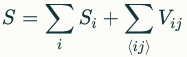 S = \sum_{i} S_i + \sum_{\langle ij \rangle} V_{ij}